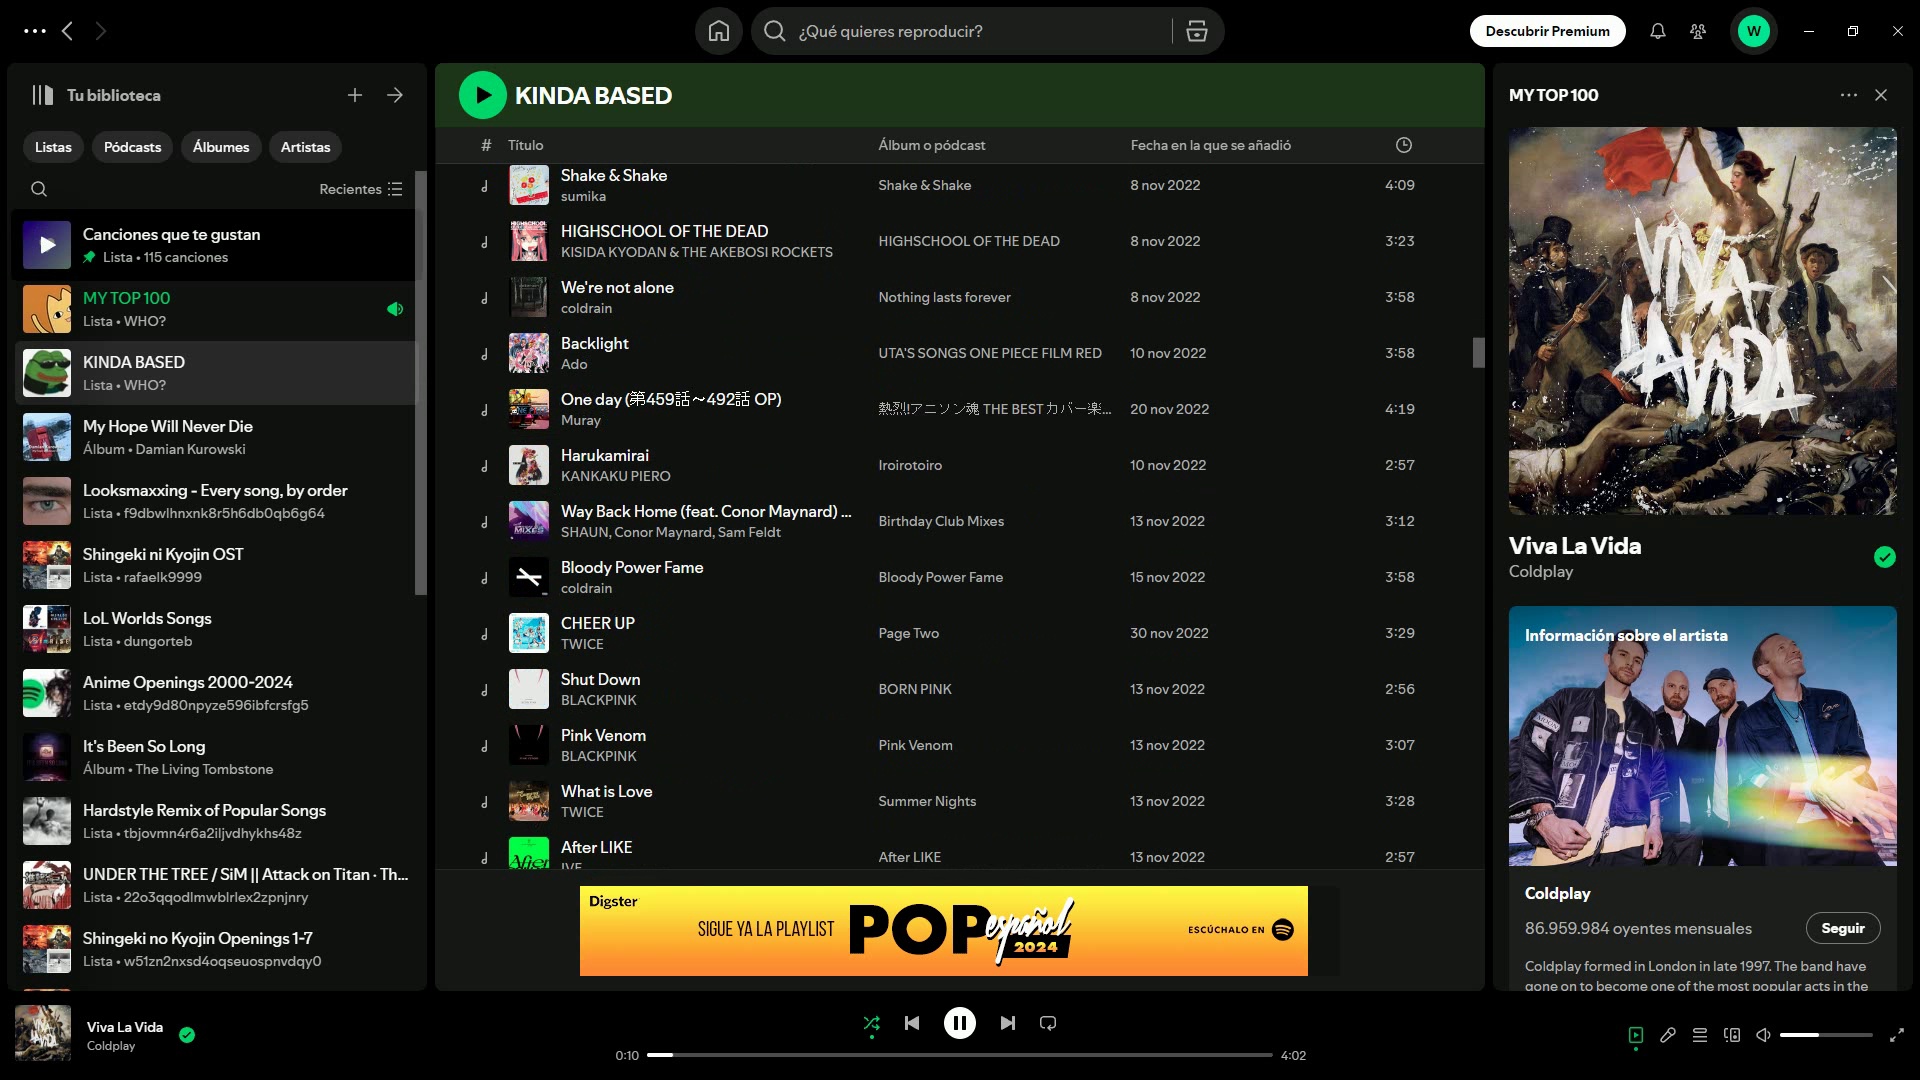 ¿Qué quieres reproducir?
Descubrir Premium
W
Tu biblioteca
Listas
Pódcasts
Álbumes
Artistas
Recientes
Canciones que te gustan
Lista • 115 canciones
MY TOP 100
Lista • WHO?
KINDA BASED
Lista • WHO?
My Hope Will Never Die
Álbum • Damian Kurowski
Looksmaxxing - Every song, by order
Lista • f9dbwlhnxnk8r5h6db0qb6g64
Shingeki ni Kyojin OST
Lista • rafaelk9999
LoL Worlds Songs
Lista • dungorteb
Anime Openings 2000-2024
Lista • etdy9d80npyze596ibfcrsfg5
It's Been So Long
Álbum • The Living Tombstone
Hardstyle Remix of Popular Songs
Lista • tbjovmn4r6a2iljvdhykhs48z
UNDER THE TREE / SiM || Attack on Titan · Th...
Lista • 22o3qqodlmwblrlex2zpnjnry
Shingeki no Kyojin Openings 1-7
Lista • w51zn2nxsd4oqseuospnvdqy0
KINDA BASED
# Título Álbum o pódcast Fecha en la que se añadió
Shake & Shake
sumika
Shake & Shake
8 nov 2022
4:09
HIGHSCHOOL OF THE DEAD
KISIDA KYODAN & THE AKEBOSI ROCKETS
HIGHSCHOOL OF THE DEAD
8 nov 2022
3:23
We're not alone
coldrain
Nothing lasts forever
8 nov 2022
3:58
Backlight
Ado
UTA'S SONGS ONE PIECE FILM RED
10 nov 2022
3:58
One day (第459話～492話 OP)
Muray
熱烈!アニソン魂 THE BEST カバー楽...
20 nov 2022
4:19
Harukamirai
KANKAKU PIERO
Iroirotoiro
10 nov 2022
2:57
Way Back Home (feat. Conor Maynard) ...
SHAUN, Conor Maynard, Sam Feldt
Birthday Club Mixes
13 nov 2022
3:12
Bloody Power Fame
coldrain
Bloody Power Fame
15 nov 2022
3:58
CHEER UP
TWICE
Page Two
30 nov 2022
3:29
Shut Down
BLACKPINK
BORN PINK
13 nov 2022
2:56
Pink Venom
BLACKPINK
Pink Venom
13 nov 2022
3:07
What is Love
TWICE
Summer Nights
13 nov 2022
3:28
After LIKE
IVE
After LIKE
13 nov 2022
2:57
Digster
SIGUE YA LA PLAYLIST
POP español
2024
ESCÚCHALO EN
MY TOP 100
VIVA
LA VIDA
Viva La Vida
Coldplay
Información sobre el artista
Coldplay
86.959.984 oyentes mensuales
Seguir
Coldplay formed in London in late 1997. The band have
gone on to become one of the most popular acts in the
Viva La Vida
Coldplay
0:10
4:02